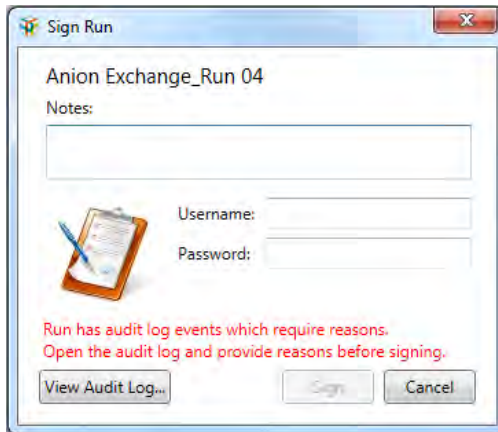 Sign Run
Anion Exchange_Run 04
Notes:
Username:
Password:
Run has audit log events which require reasons.
Open the audit log and provide reasons before signing.
View Audit Log... Sign Cancel